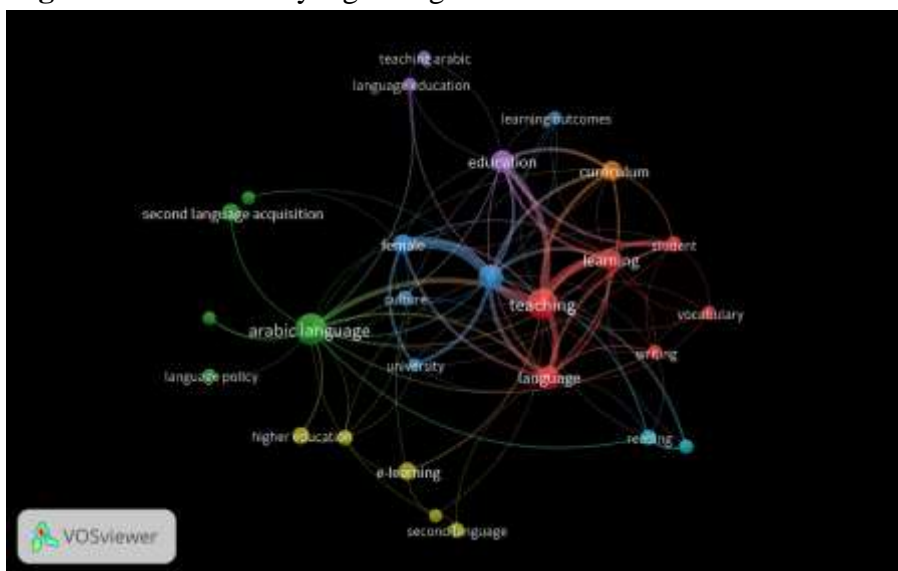 teaching arabic
language education
learning outcomes
education
curriculum
second language acquisition
female
student
learning
culture
teaching
vocabulary
arabic language
writing
university
language policy
language
higher education
reading
e-learning
second language
VOSviewer